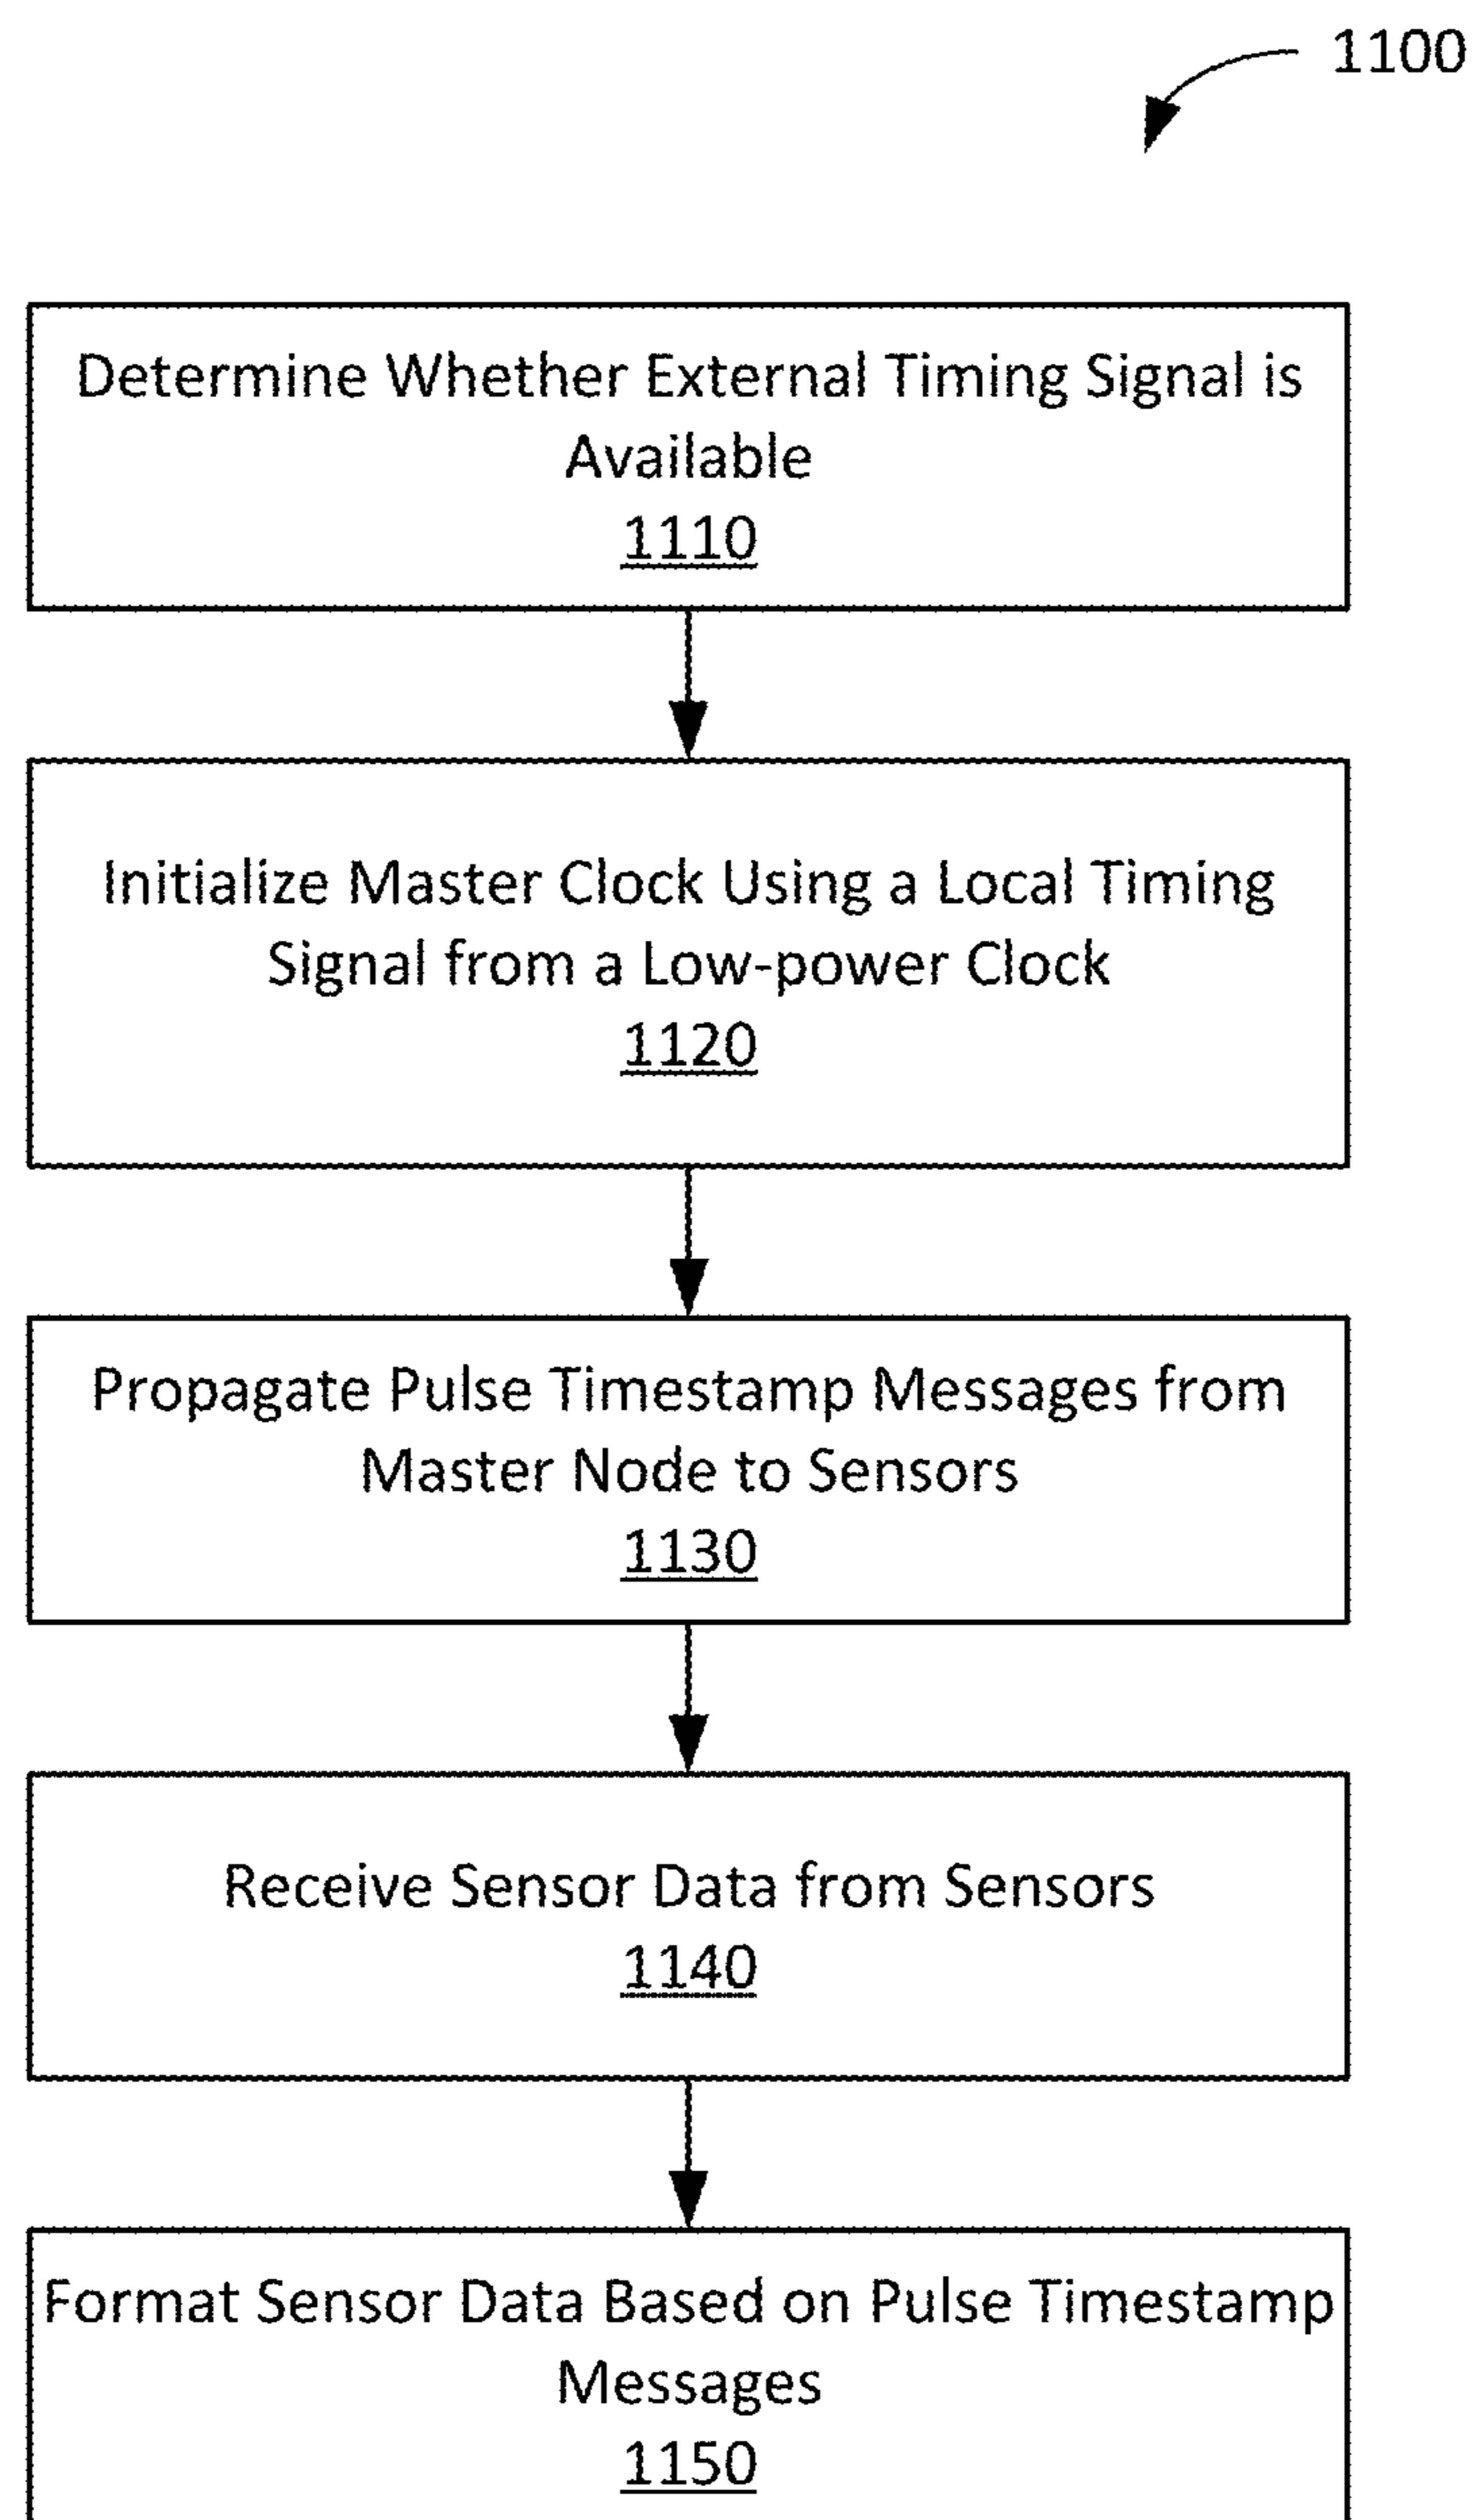 1100
Determine Whether External Timing Signal is
Available
1110
Initialize Master Clock Using a Local Timing
Signal from a Low-power Clock
1120
Propagate Pulse Timestamp Messages from
Master Node to Sensors
1130
Receive Sensor Data from Sensors
1140
Format Sensor Data Based on Pulse Timestamp
Messages
1150